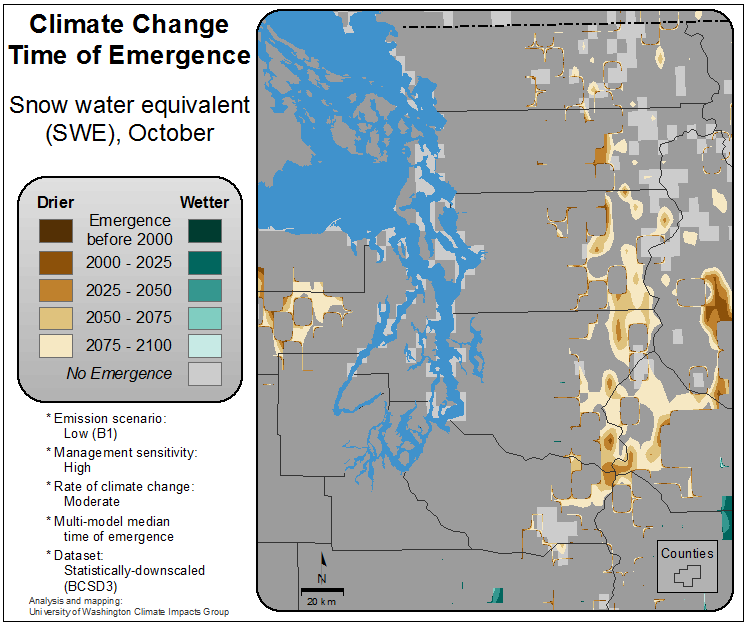 Climate Change
Time of Emergence
Snow water equivalent
(SWE), October
Drier
Wetter
Emergence
before 2000
2000 - 2025
2025 - 2050
2050 - 2075
2075 - 2100
No Emergence
* Emission scenario:
Low (B1)
* Management sensitivity:
High
* Rate of climate change:
Moderate
* Multi-model median
time of emergence
* Dataset:
Statistically-downscaled
(BCSD3)
Analysis and mapping:
University of Washington Climate Impacts Group
N
20 km
Counties